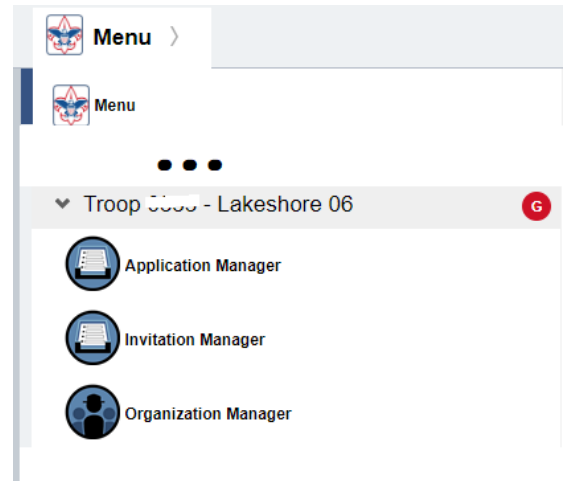 Menu
Menu
Troop - Lakeshore 06
G
Application Manager
Invitation Manager
Organization Manager